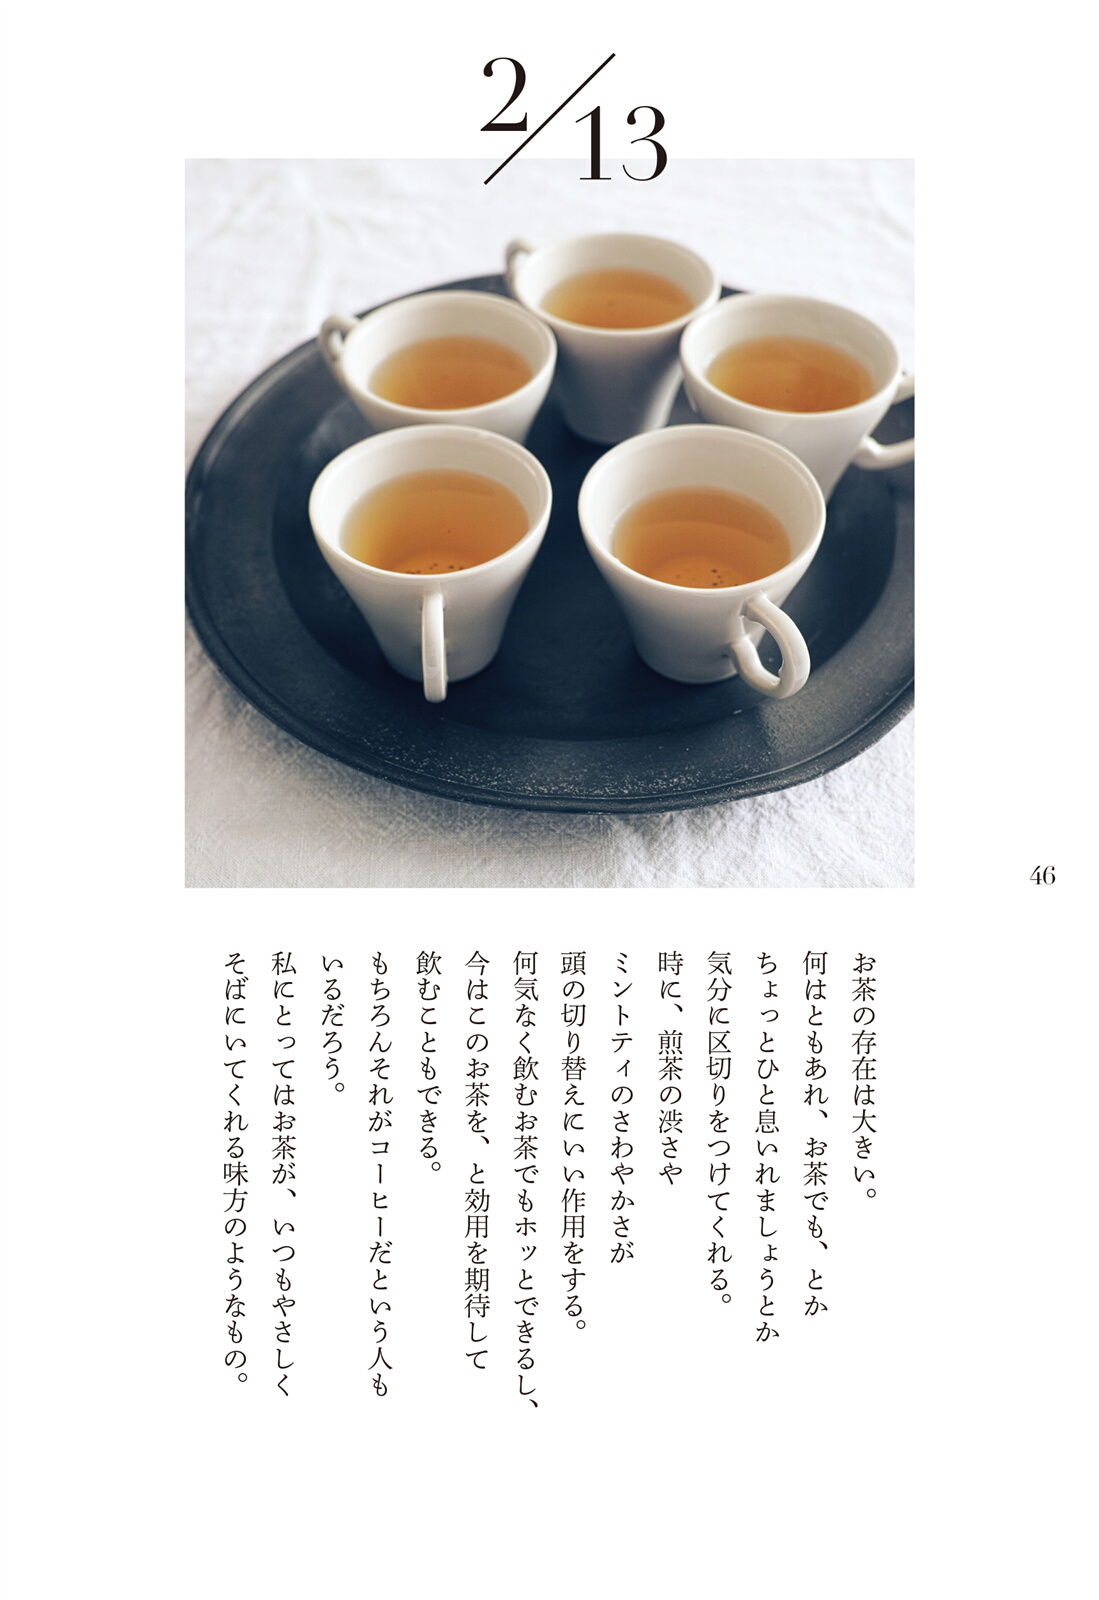 2/13
46
お茶の存在は大きい。
何はともあれ、お茶でも、とか
ちょっとひと息いれましょうとか
気分に区切りをつけてくれる。
時に、煎茶の渋さや
ミントティのさわやかさが
頭の切り替えにいい作用をする。
何気なく飲むお茶でもホッとできるし、
今はこのお茶を、と効用を期待して
飲むこともできる。
もちろんそれがコーヒーだという人も
いるだろう。
私にとってはお茶が、いつもやさしく
そばにいてくれる味方のようなもの。